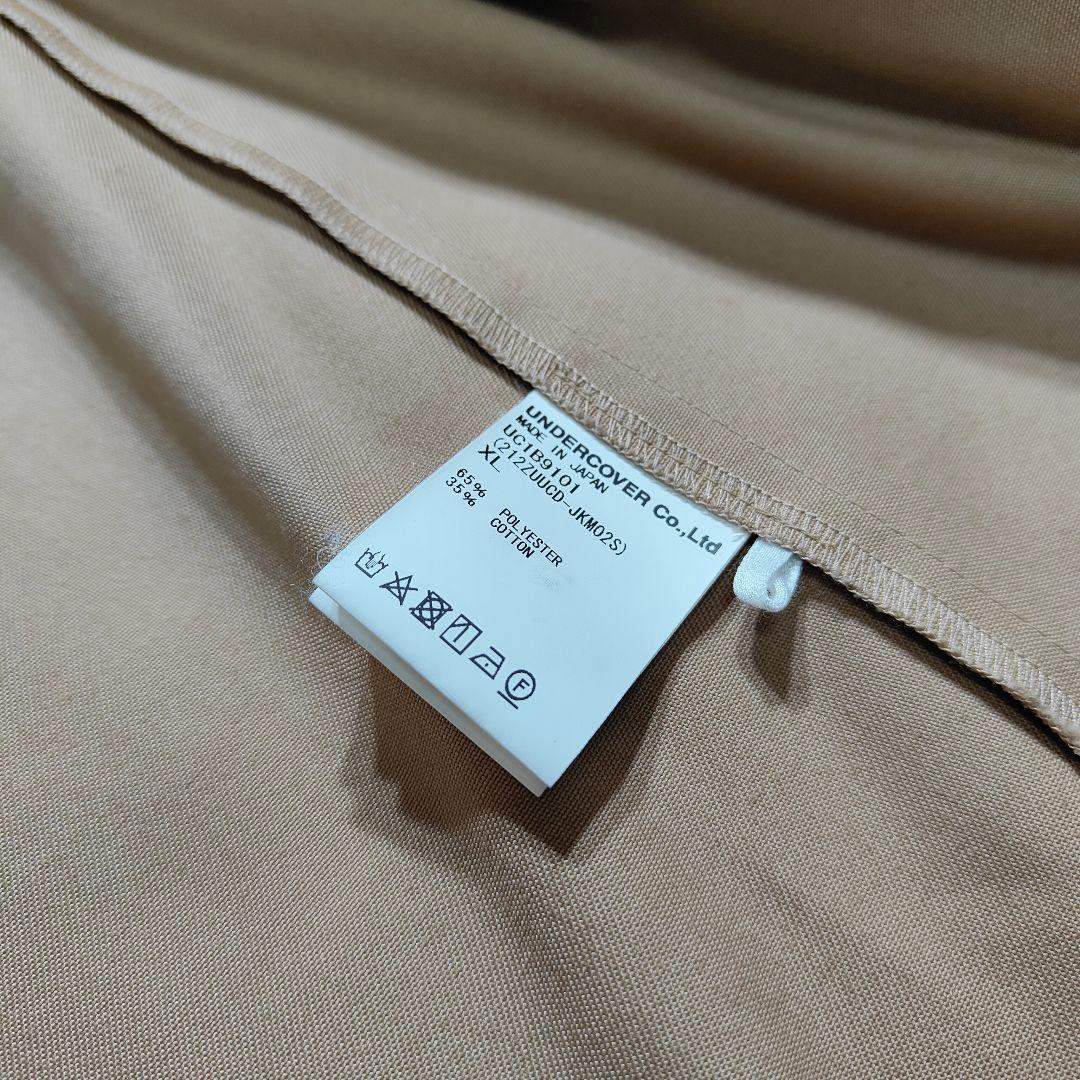 UNDERCOVER Co.,Ltd
MADE IN JAPAN
UC1B9101
(212ZUUCD-JKM02S)
XL
65% POLYESTER
35% COTTON
F